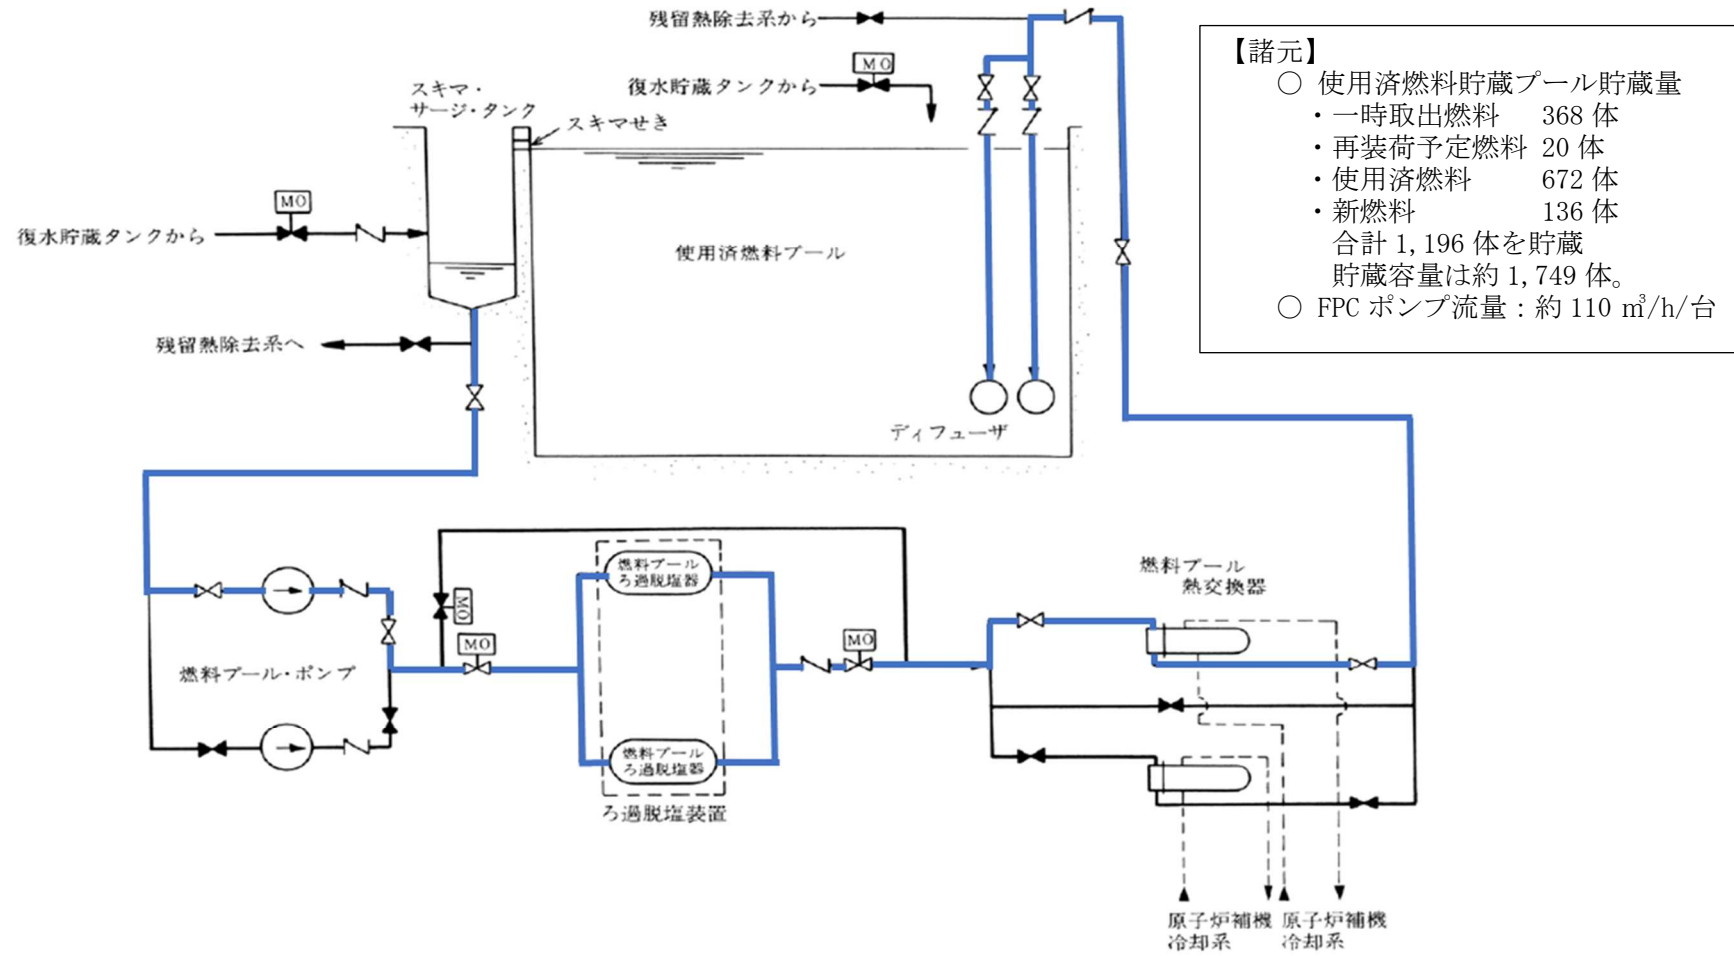 残留熱除去系から
MO
復水貯蔵タンクから
スキマ・
サージ・タンク
スキマせき
MO
復水貯蔵タンクから
使用済燃料プール
残留熱除去系へ
ディフューザ
【諸元】
○ 使用済燃料貯蔵プール貯蔵量
・一時取出燃料 368 体
・再装荷予定燃料 20 体
・使用済燃料 672 体
・新燃料 136 体
合計 1,196 体を貯蔵
貯蔵容量は約 1,749 体。
○ FPC ポンプ流量：約 110 ㎥/h/台
燃料プール・ポンプ
MO
MO
燃料プール
ろ過脱塩器
燃料プール
ろ過脱塩器
ろ過脱塩装置
MO
燃料プール
熱交換器
原子炉補機
冷却系
原子炉補機
冷却系